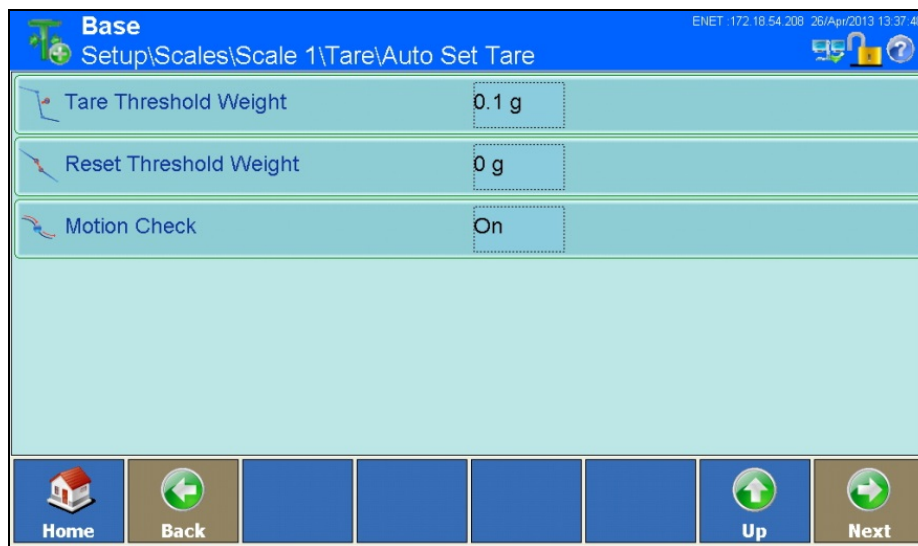 Base
ENET :172.18.54.208 26/Apr/2013 13:37:48
Setup\Scales\Scale 1\Tare\Auto Set Tare
?
Tare Threshold Weight 0.1 g
Reset Threshold Weight 0 g
Motion Check On
Home Back Up Next